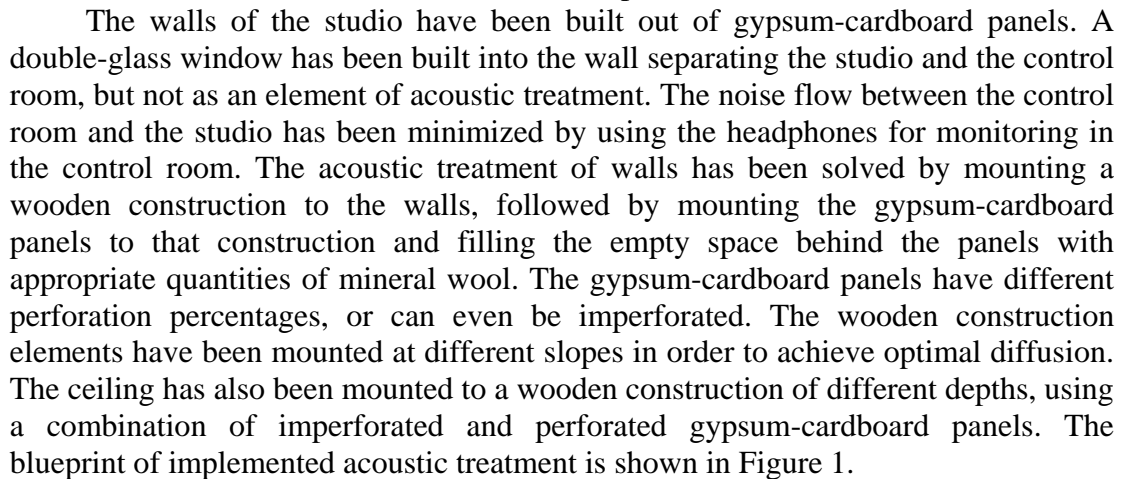 The walls of the studio have been built out of gypsum-cardboard panels. A
double-glass window has been built into the wall separating the studio and the control
room, but not as an element of acoustic treatment. The noise flow between the control
room and the studio has been minimized by using the headphones for monitoring in
the control room. The acoustic treatment of walls has been solved by mounting a
wooden construction to the walls, followed by mounting the gypsum-cardboard
panels to that construction and filling the empty space behind the panels with
appropriate quantities of mineral wool. The gypsum-cardboard panels have different
perforation percentages, or can even be imperforated. The wooden construction
elements have been mounted at different slopes in order to achieve optimal diffusion.
The ceiling has also been mounted to a wooden construction of different depths, using
a combination of imperforated and perforated gypsum-cardboard panels. The
blueprint of implemented acoustic treatment is shown in Figure 1.